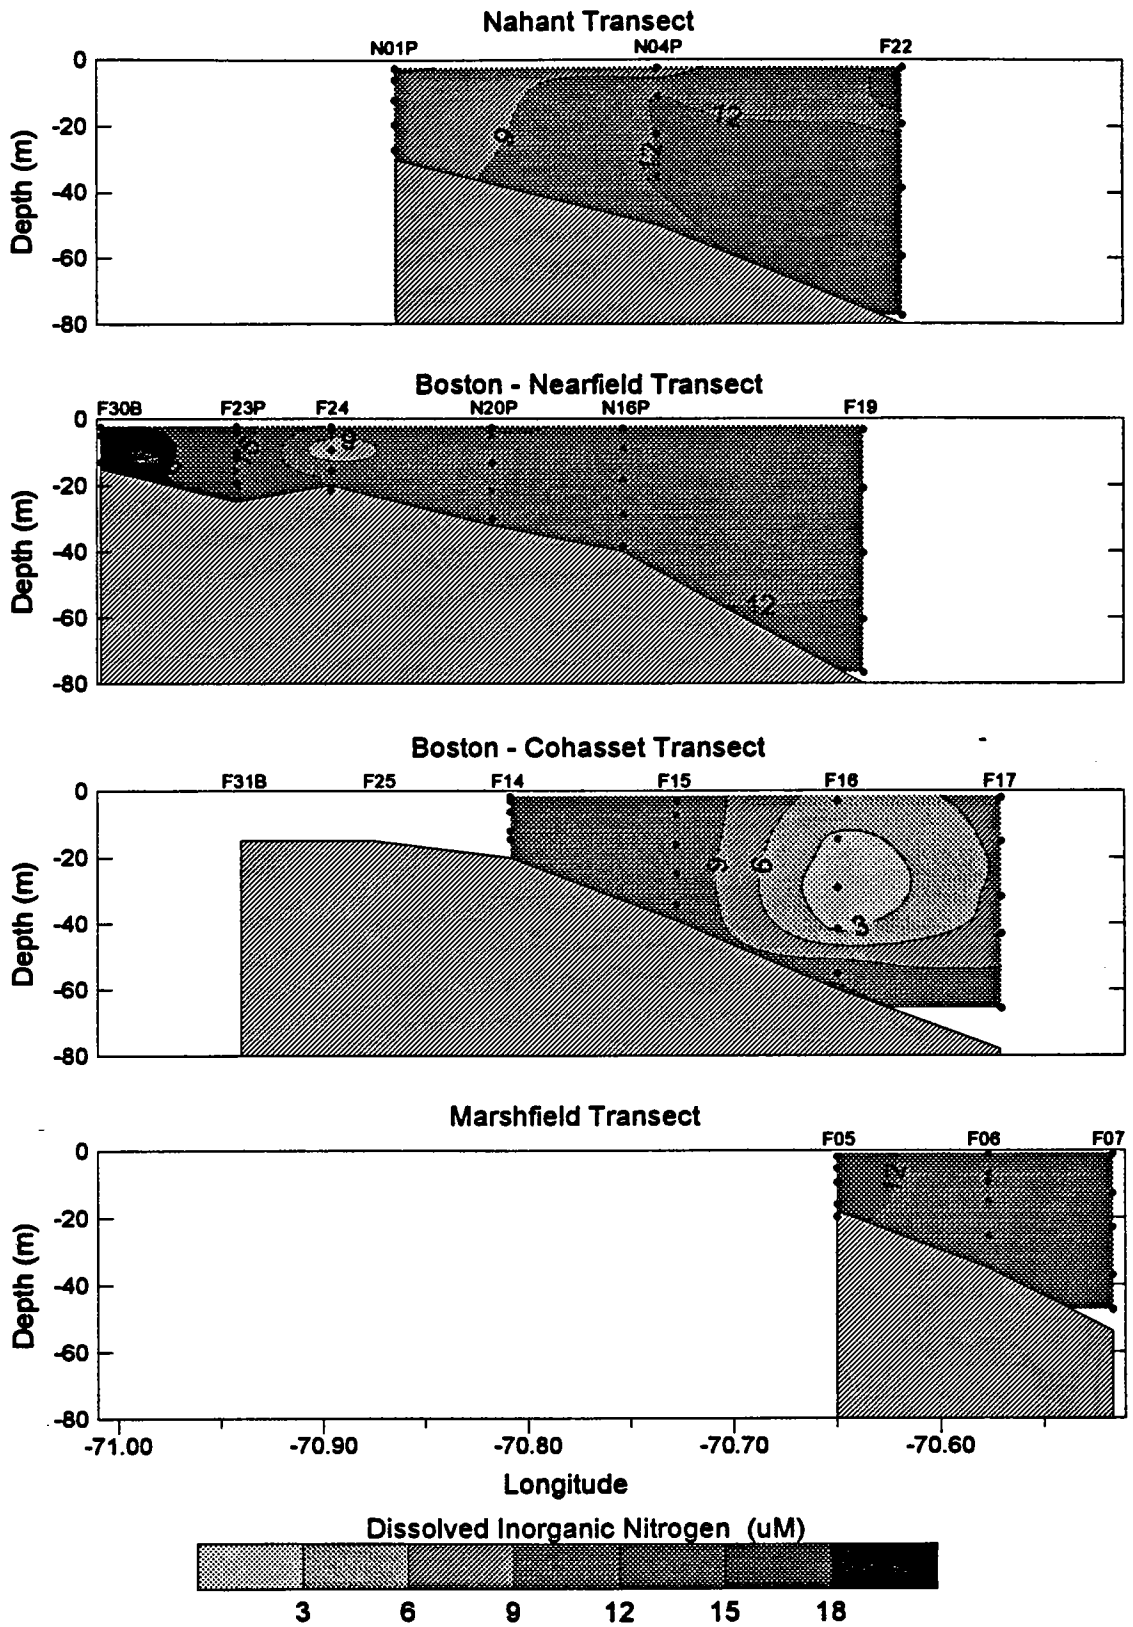 Nahant Transect
N01P N04P F22
0
-20
-40
-60
-80
Depth (m)
9
12
12
Boston - Nearfield Transect
F30B F23P F24 N20P N16P F19
0
-20
-40
-60
-80
Depth (m)
9
12
Boston - Cohasset Transect
F31B F25 F14 F15 F16 F17
0
-20
-40
-60
-80
Depth (m)
6
3
Marshfield Transect
F05 F06 F07
0
-20
-40
-60
-80
Depth (m)
12
-71.00 -70.90 -70.80 -70.70 -70.60
Longitude
Dissolved Inorganic Nitrogen (uM)
3 6 9 12 15 18